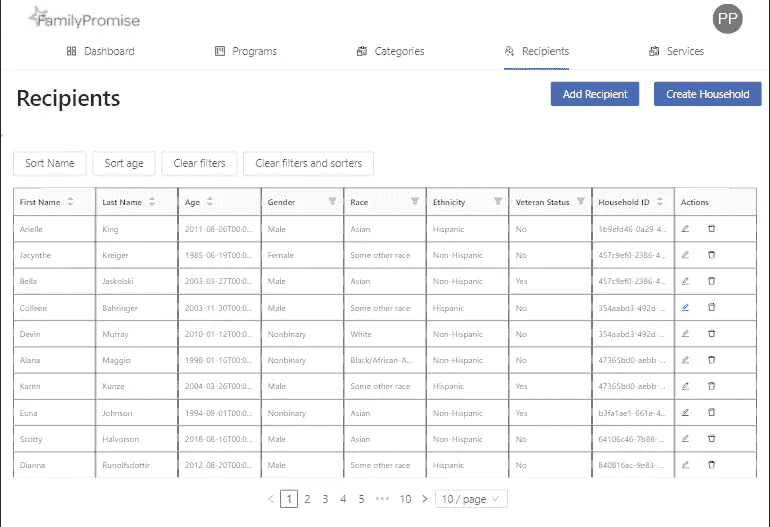 FamilyPromise
PP
Dashboard Programs Categories Recipients Services
Recipients
Add Recipient Create Household
Sort Name Sort age Clear filters Clear filters and sorters
First Name Last Name Age Gender Race Ethnicity Veteran Status Household ID Actions
Arielle King 2011-08-06T00:0... Male Asian Hispanic No 1b9efd46-0a29-4...
Jacynthe Kreiger 1985-06-19T00:0... Female Some other race Non-Hispanic No 457c9ef0-2386-4...
Bella Jaskolski 2003-03-27T00:0... Male Asian Non-Hispanic Yes 457c9ef0-2386-4...
Colleen Bahringer 2003-11-30T00:0... Male Some other race Hispanic No 354aabd3-492d-...
Devin Murray 2010-01-12T00:0... Nonbinary White Non-Hispanic No 354aabd3-492d-...
Alana Maggio 1998-01-16T00:0... Nonbinary Black/African-A... Non-Hispanic No 47365bd0-aebb-...
Karen Kunze 2004-03-26T00:0... Male Some other race Hispanic Yes 47365bd0-aebb-...
Euna Johnson 1994-09-01T00:0... Nonbinary Asian Non-Hispanic Yes b3fa1ae1-661e-4...
Scotty Halvorson 2018-08-16T00:0... Male Asian Non-Hispanic No 64106c46-7b88-...
Dianna Runolfsdottir 2012-08-20T00:0... Male Some other race Hispanic No 840816ac-9e83-...
< 1 2 3 4 5 ••• 10 > 10 / page